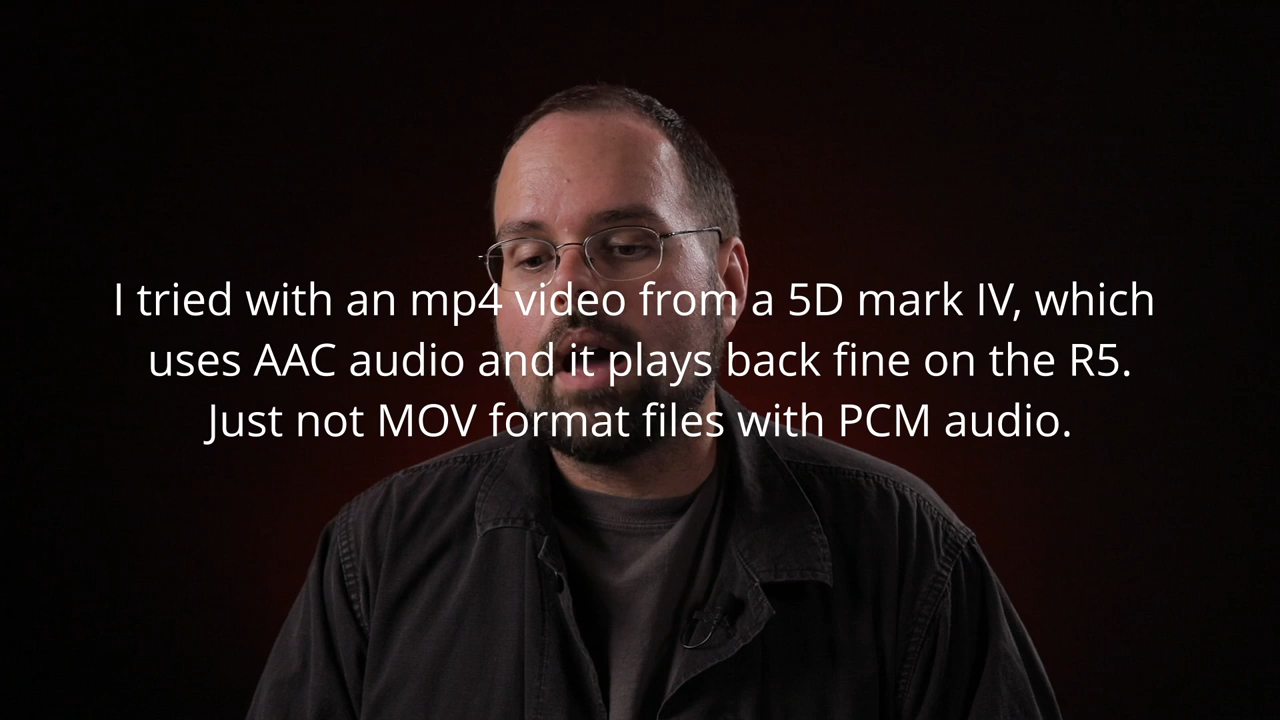 I tried with an mp4 video from a 5D mark IV, which
uses AAC audio and it plays back fine on the R5.
Just not MOV format files with PCM audio.